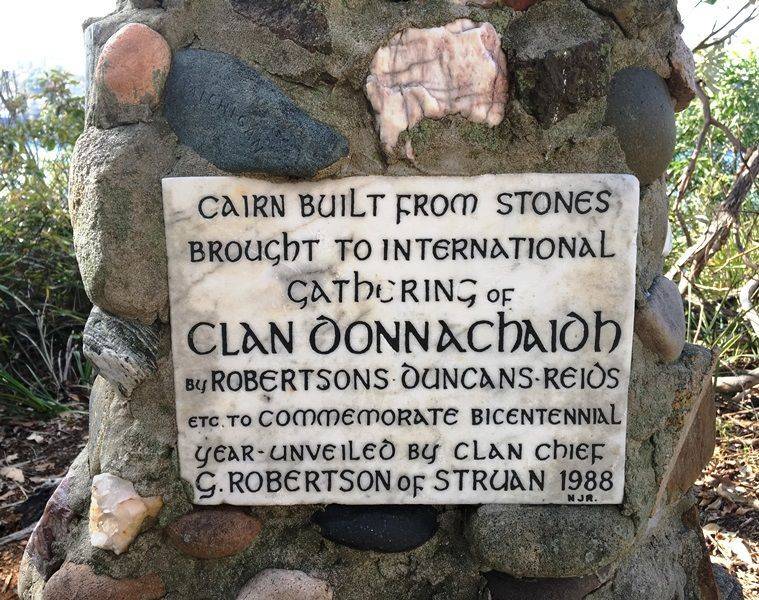 CAIRN BUILT FROM STONES
BROUGHT TO INTERNATIONAL
GATHERING OF
CLAN DONNACHAIDH
By ROBERTSONS · DUNCANS · REIDS
ETC. TO COMMEMORATE BICENTENNIAL
YEAR - UNVEILED BY CLAN CHIEF
G. ROBERTSON OF STRUAN 1988
NJR.